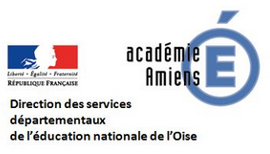 académie
Amiens
É
Liberté • Égalité • Fraternité
RÉPUBLIQUE FRANÇAISE
Direction des services
départementaux
de l'éducation nationale de l'Oise